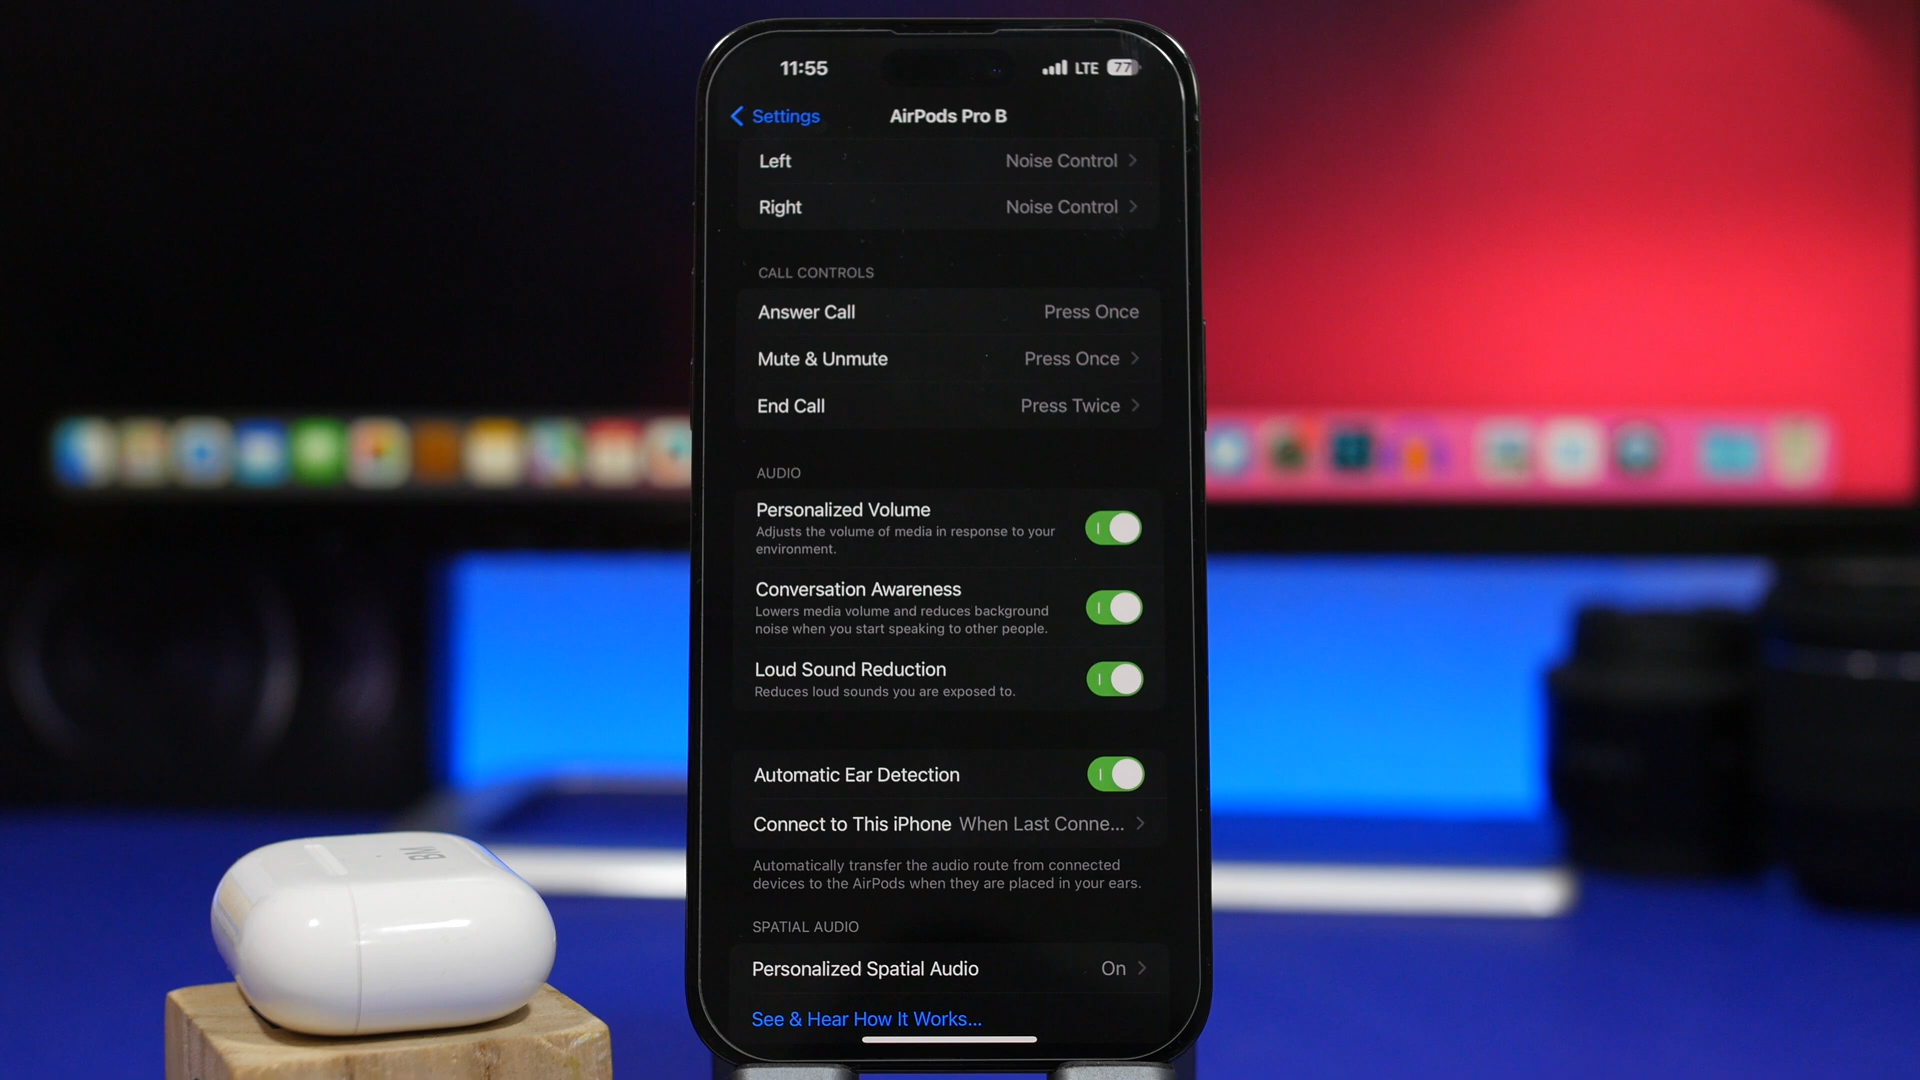 11:55 LTE 77
Settings AirPods Pro B
Left Noise Control
Right Noise Control
CALL CONTROLS
Answer Call Press Once
Mute & Unmute Press Once
End Call Press Twice
AUDIO
Personalized Volume
Adjusts the volume of media in response to your
environment.
Conversation Awareness
Lowers media volume and reduces background
noise when you start speaking to other people.
Loud Sound Reduction
Reduces loud sounds you are exposed to.
Automatic Ear Detection
Connect to This iPhone When Last Conne...
Automatically transfer the audio route from connected
devices to the AirPods when they are placed in your ears.
SPATIAL AUDIO
Personalized Spatial Audio On
See & Hear How It Works...
BM